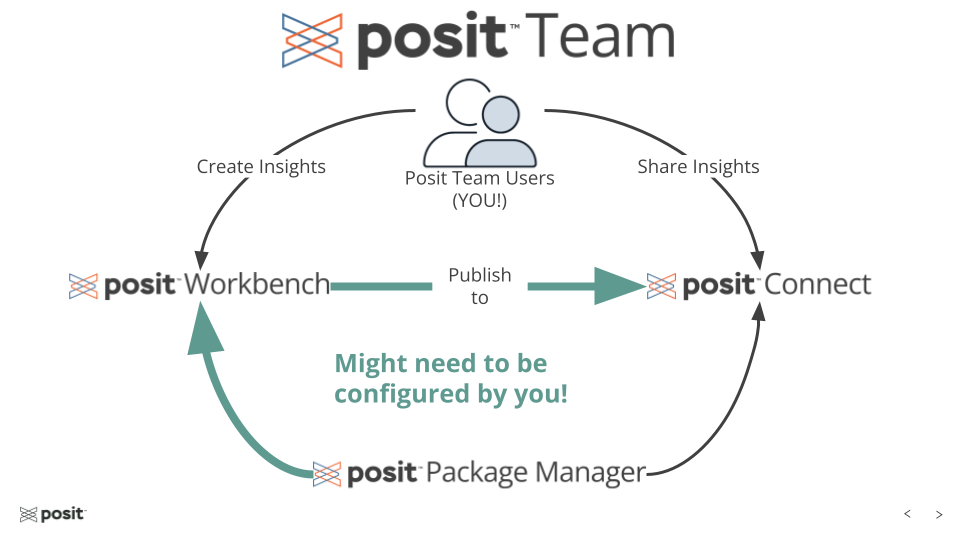 posit™ Team
Create Insights
Share Insights
Posit Team Users
(YOU!)
posit™ Workbench
Publish
to
posit™ Connect
Might need to be
configured by you!
posit™ Package Manager
posit™
< >